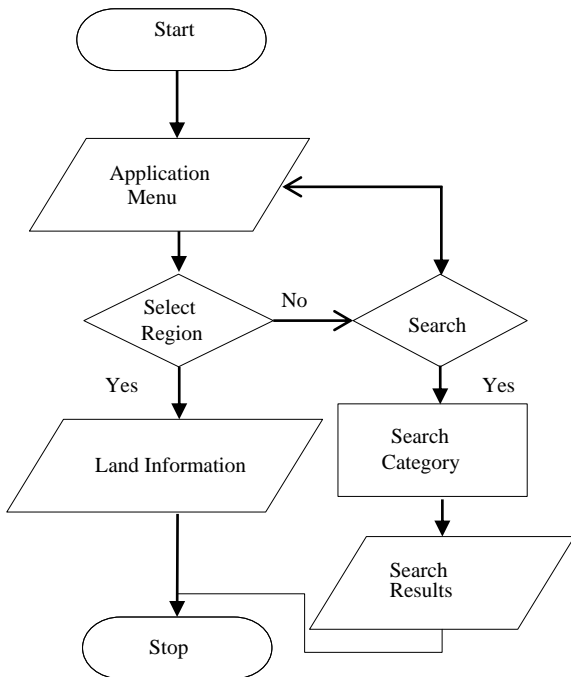 Start
Application
Menu
Select
Region
No
Search
Yes
Yes
Land Information
Search
Category
Search
Results
Stop